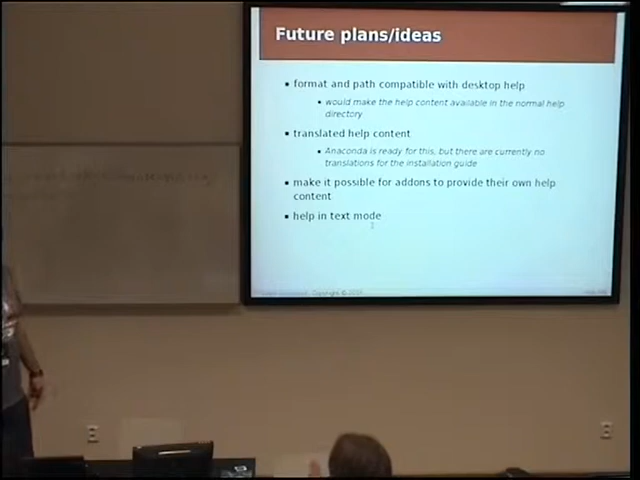 Future plans/ideas
format and path compatible with desktop help
would make the help content available in the normal help
directory
translated help content
Anaconda is ready for this, but there are currently no
translations for the installation guide
make it possible for addons to provide their own help
content
help in text mode
Copyright ©